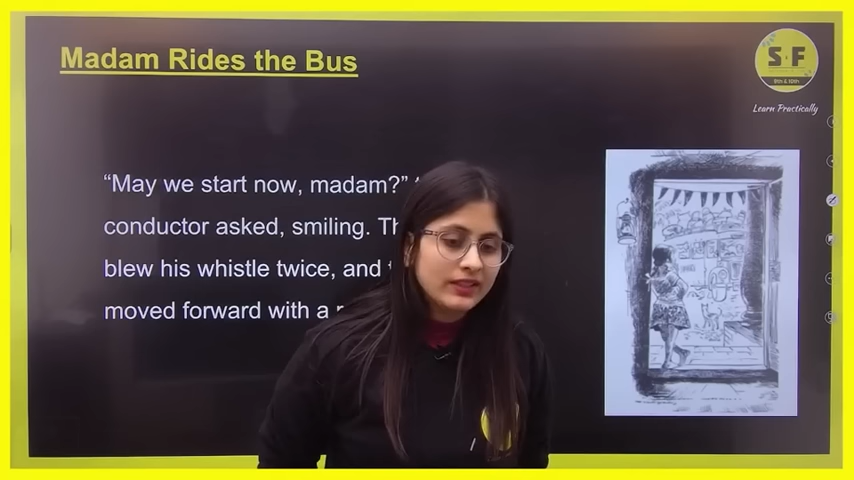 Madam Rides the Bus
S F
9th & 10th
Learn Practically
“May we start now, madam?”
conductor asked, smiling.
blew his whistle twice, and
moved forward with a